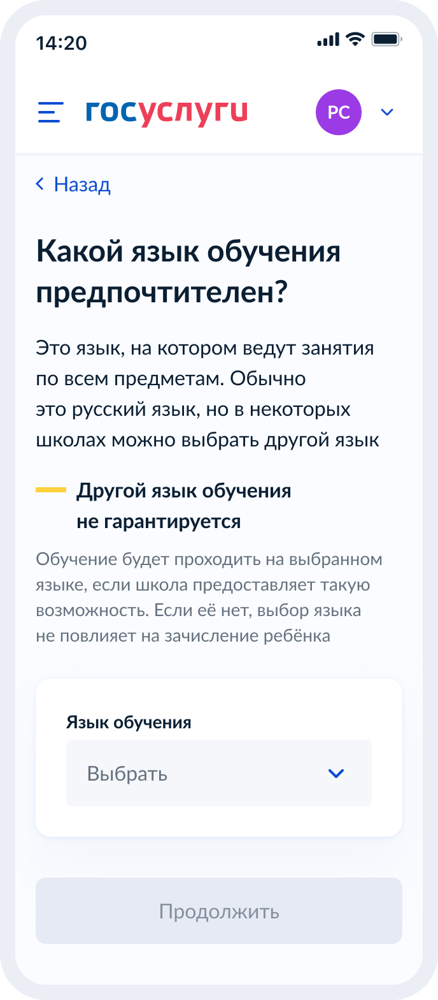 14:20
госуслуги
РС
Назад
Какой язык обучения
предпочтителен?
Это язык, на котором ведут занятия
по всем предметам. Обычно
это русский язык, но в некоторых
школах можно выбрать другой язык
Другой язык обучения
не гарантируется
Обучение будет проходить на выбранном
языке, если школа предоставляет такую
возможность. Если её нет, выбор языка
не повлияет на зачисление ребёнка
Язык обучения
Выбрать
Продолжить